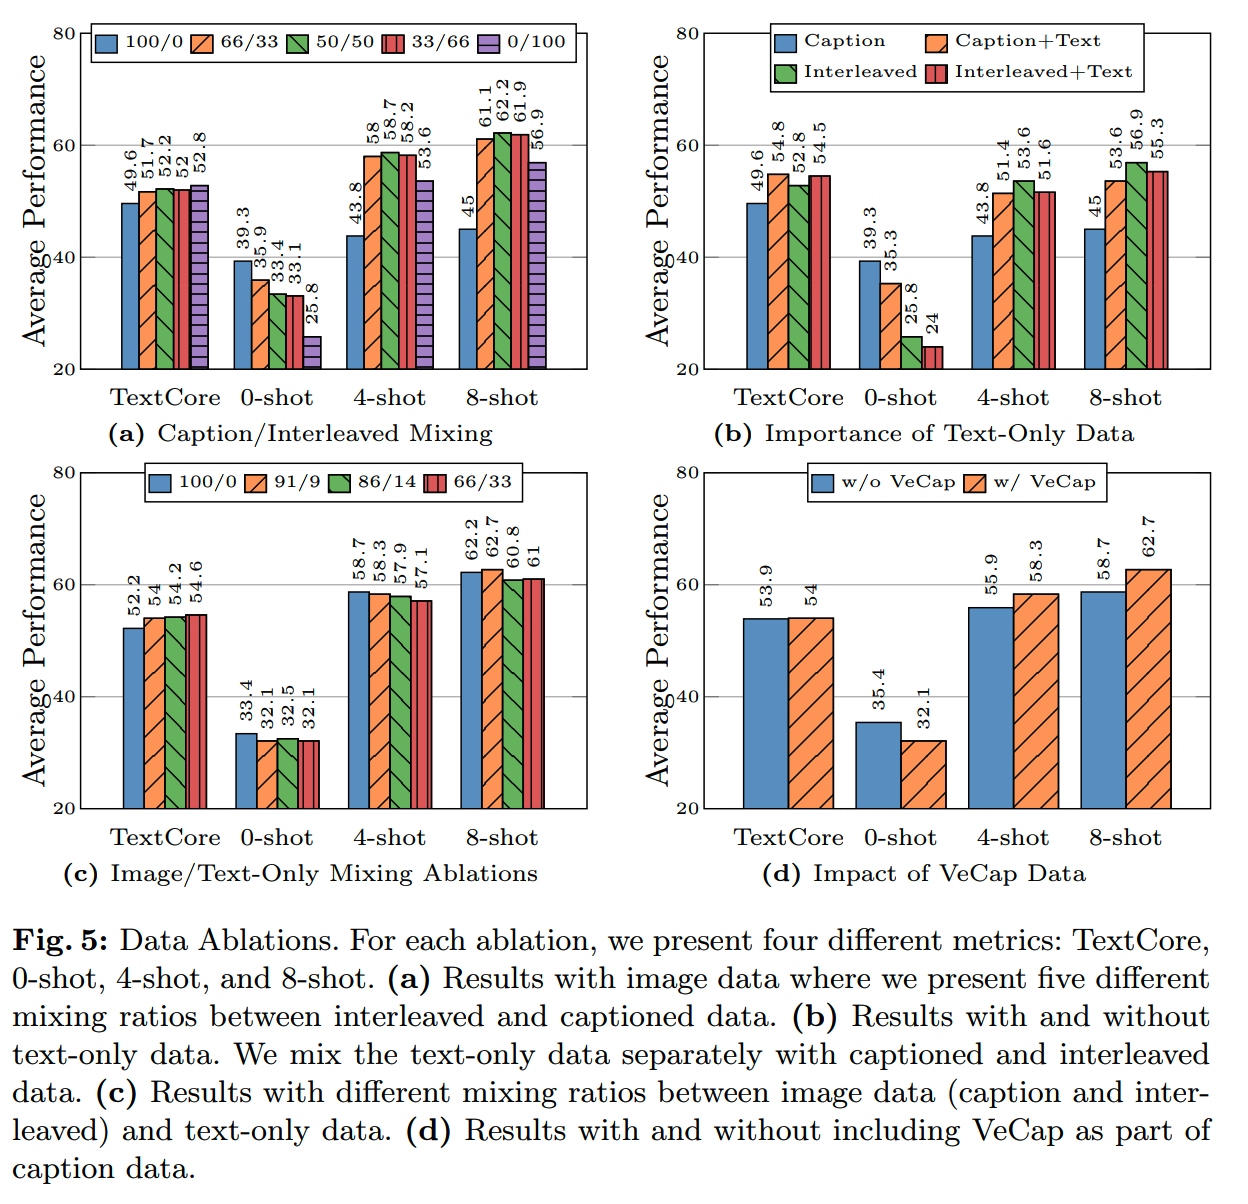 80
60
40
20
0
Average Performance
100/0 66/33 50/50 33/66 0/100
49.6 51.7 52.2 52 52.8
39.3 35.9 33.4 33.1 25.8
43.8 58 58.7 58.2 53.6
45 61.1 62.2 61.9 56.9
TextCore 0-shot 4-shot 8-shot
(a) Caption/Interleaved Mixing
80
60
40
20
0
Average Performance
Caption Caption+Text
Interleaved Interleaved+Text
49.6 54.8 52.8 54.5
39.3 35.3 25.8 24
43.8 51.4 53.6 51.6
45 53.6 56.9 55.3
TextCore 0-shot 4-shot 8-shot
(b) Importance of Text-Only Data
80
60
40
20
0
Average Performance
100/0 91/9 86/14 66/33
52.2 54 54.2 54.6
33.4 32.1 32.5 32.1
58.7 58.3 57.9 57.1
62.2 62.7 60.8 61
TextCore 0-shot 4-shot 8-shot
(c) Image/Text-Only Mixing Ablations
80
60
40
20
0
Average Performance
w/o VeCap w/ VeCap
53.9 54
35.4 32.1
55.9 58.3
58.7 62.7
TextCore 0-shot 4-shot 8-shot
(d) Impact of VeCap Data
Fig. 5: Data Ablations. For each ablation, we present four different metrics: TextCore,
0-shot, 4-shot, and 8-shot. (a) Results with image data where we present five different
mixing ratios between interleaved and captioned data. (b) Results with and without
text-only data. We mix the text-only data separately with captioned and interleaved
data. (c) Results with different mixing ratios between image data (caption and inter-
leaved) and text-only data. (d) Results with and without including VeCap as part of
caption data.